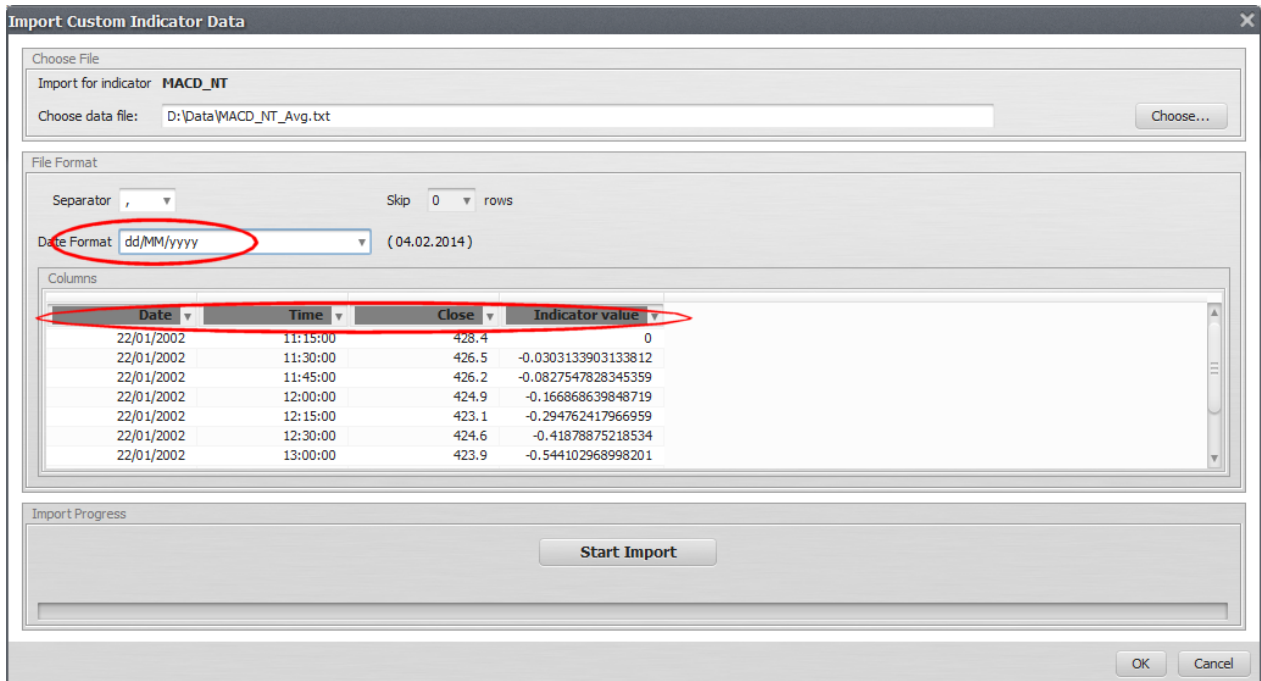 Import Custom Indicator Data
Choose File
Import for indicator MACD_NT
Choose data file: D:\Data\MACD_NT_Avg.txt Choose...
File Format
Separator , Skip 0 rows
Date Format dd/MM/yyyy ( 04.02.2014 )
Columns
Date Time Close Indicator value
22/01/2002 11:15:00 428.4 0
22/01/2002 11:30:00 426.5 -0.0303133903133812
22/01/2002 11:45:00 426.2 -0.0827547828345359
22/01/2002 12:00:00 424.9 -0.166868639848719
22/01/2002 12:15:00 423.1 -0.294762417966959
22/01/2002 12:30:00 424.6 -0.41878875218534
22/01/2002 13:00:00 423.9 -0.544102968998201
Import Progress
Start Import
OK Cancel